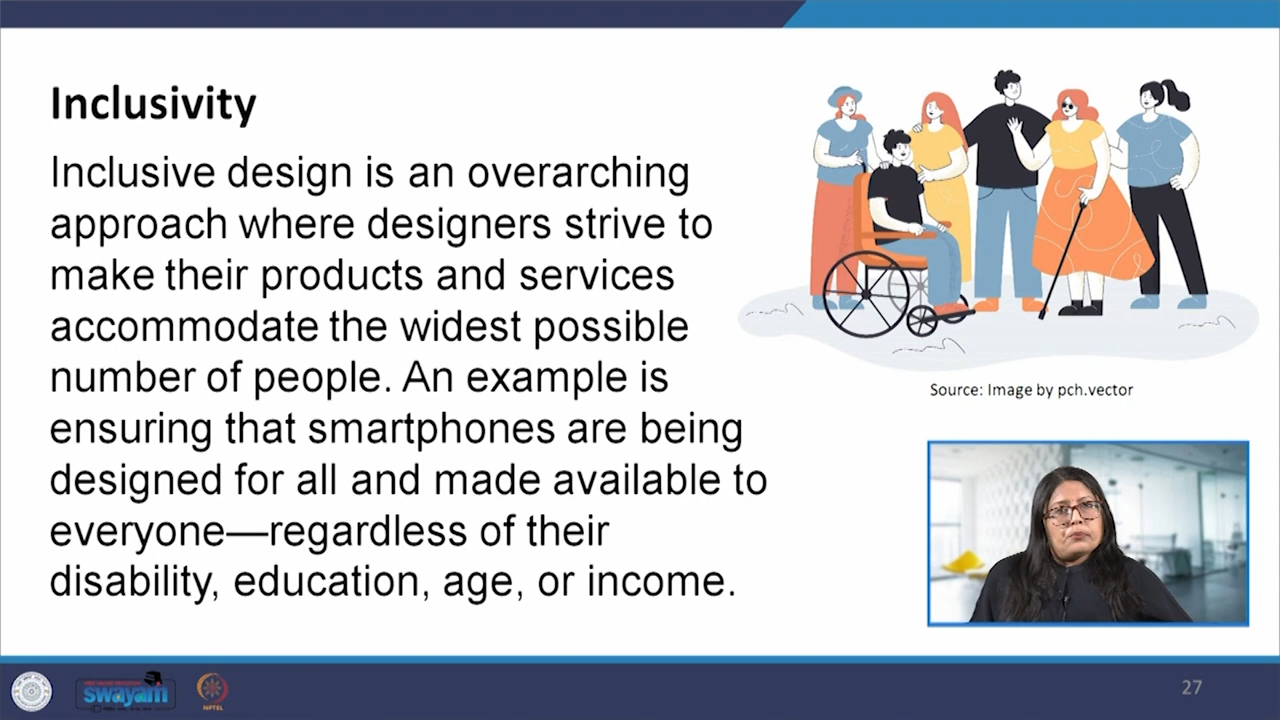 Inclusivity
Inclusive design is an overarching
approach where designers strive to
make their products and services
accommodate the widest possible
number of people. An example is
ensuring that smartphones are being
designed for all and made available to
everyone—regardless of their
disability, education, age, or income.
Source: Image by pch.vector
swayam
NPTEL
27